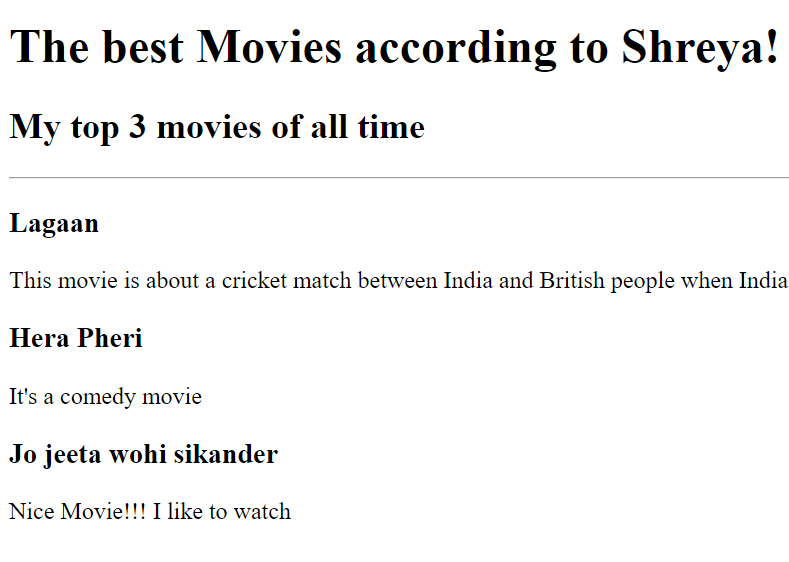 The best Movies according to Shreya!
My top 3 movies of all time
Lagaan
This movie is about a cricket match between India and British people when India
Hera Pheri
It's a comedy movie
Jo jeeta wohi sikander
Nice Movie!!! I like to watch